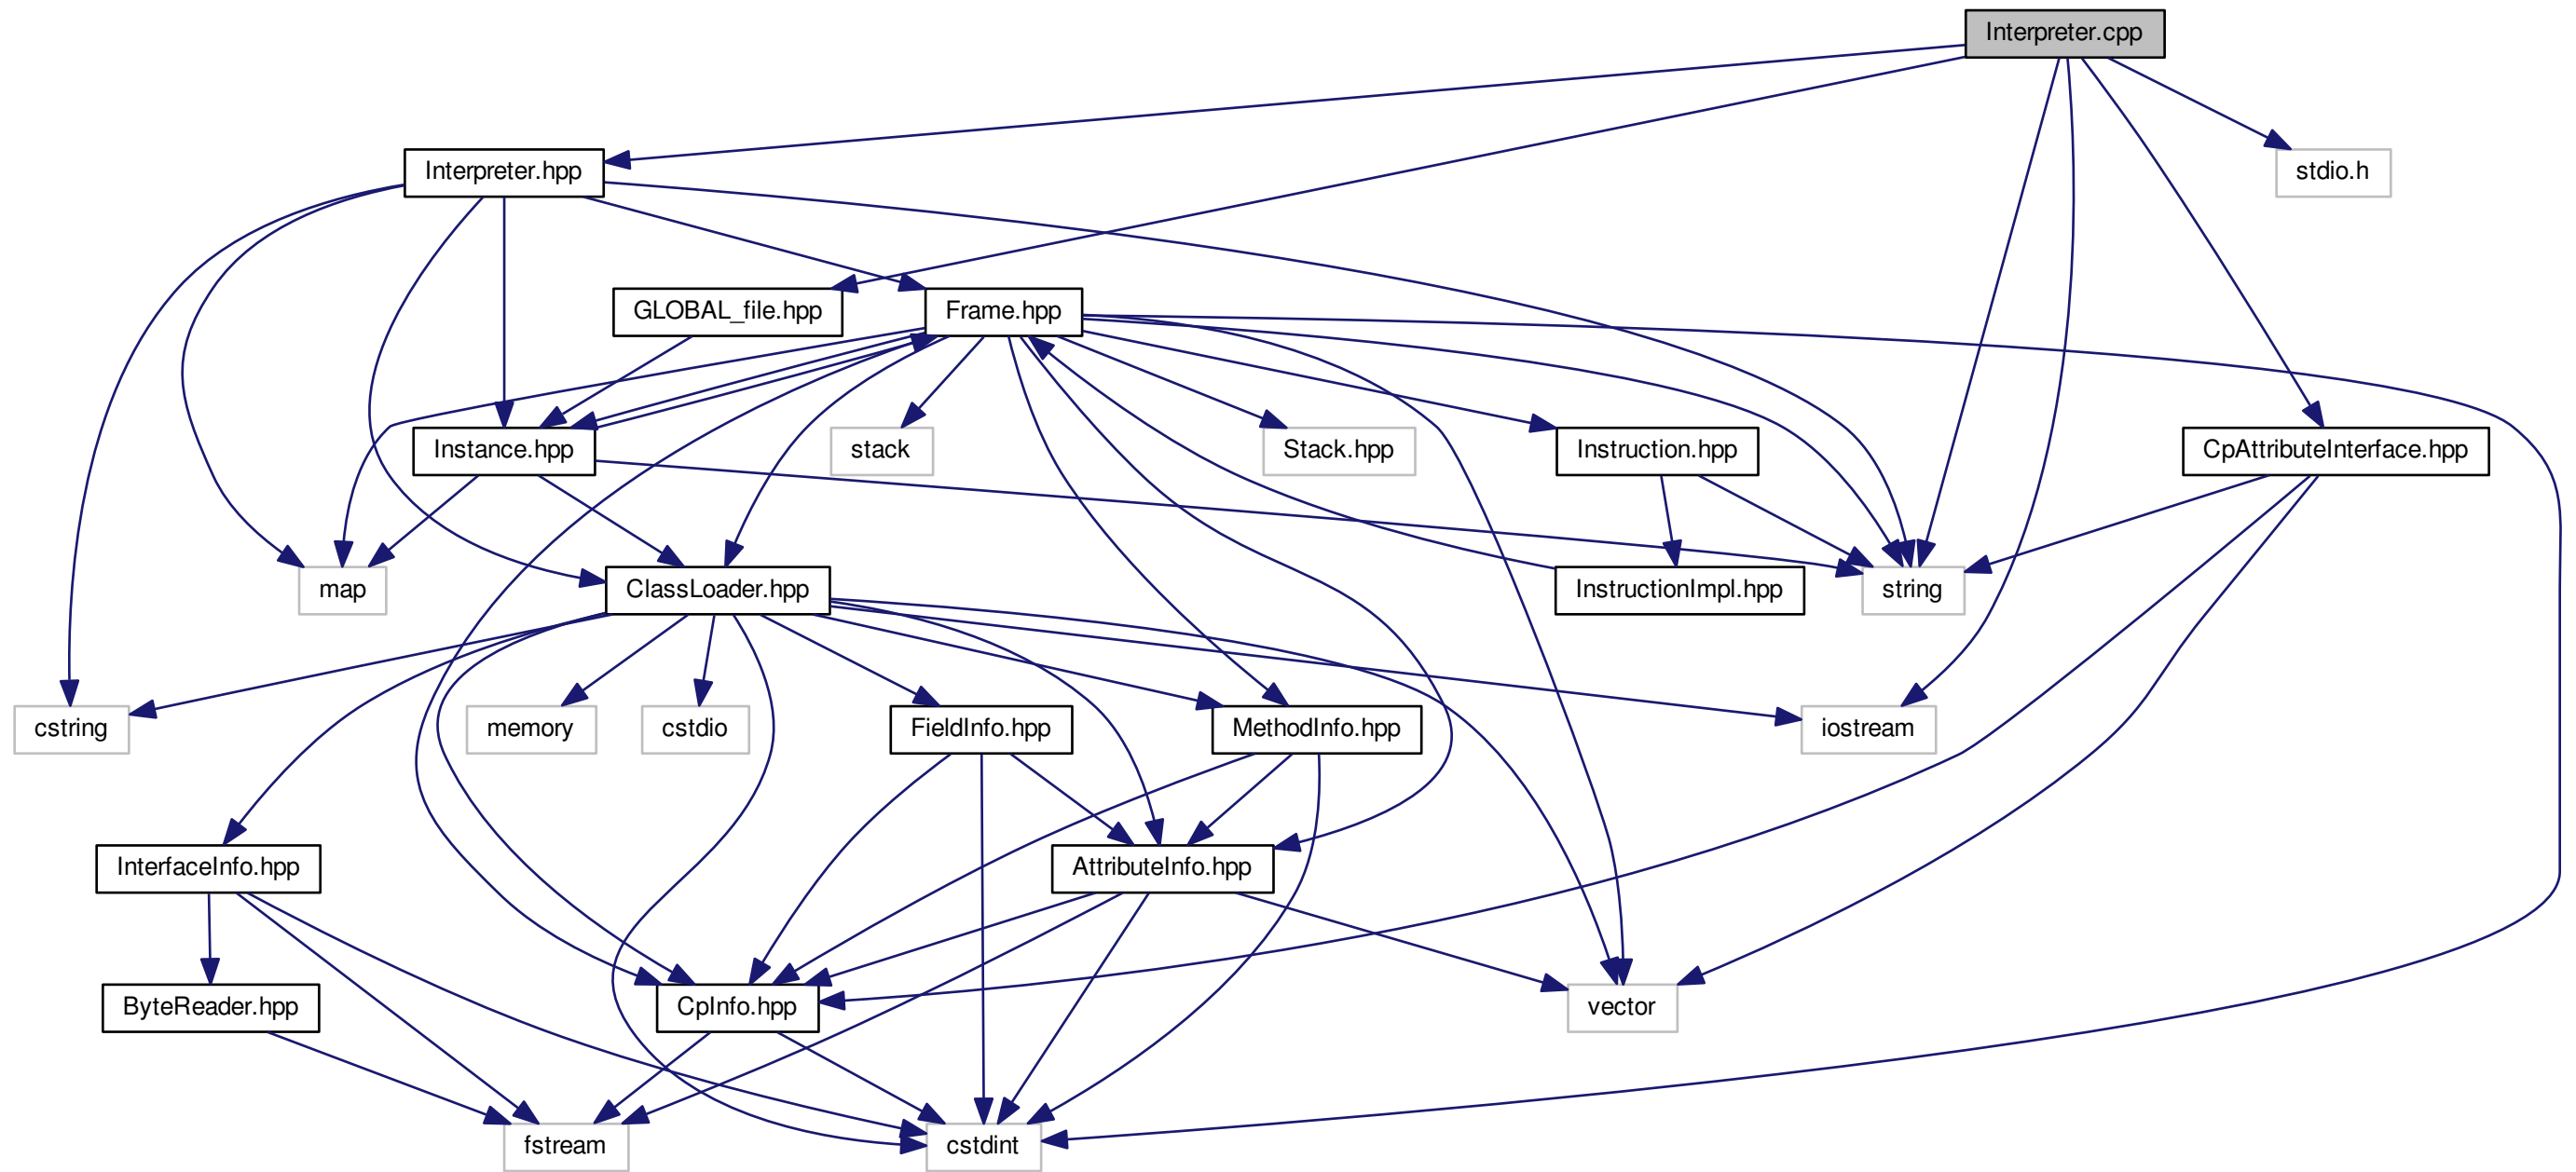 Interpreter.cpp
Interpreter.hpp
stdio.h
GLOBAL_file.hpp
Frame.hpp
Instance.hpp
stack
Stack.hpp
Instruction.hpp
CpAttributeInterface.hpp
map
ClassLoader.hpp
InstructionImpl.hpp
string
cstring
memory
cstdio
FieldInfo.hpp
MethodInfo.hpp
iostream
InterfaceInfo.hpp
AttributeInfo.hpp
ByteReader.hpp
CpInfo.hpp
vector
fstream
cstdint